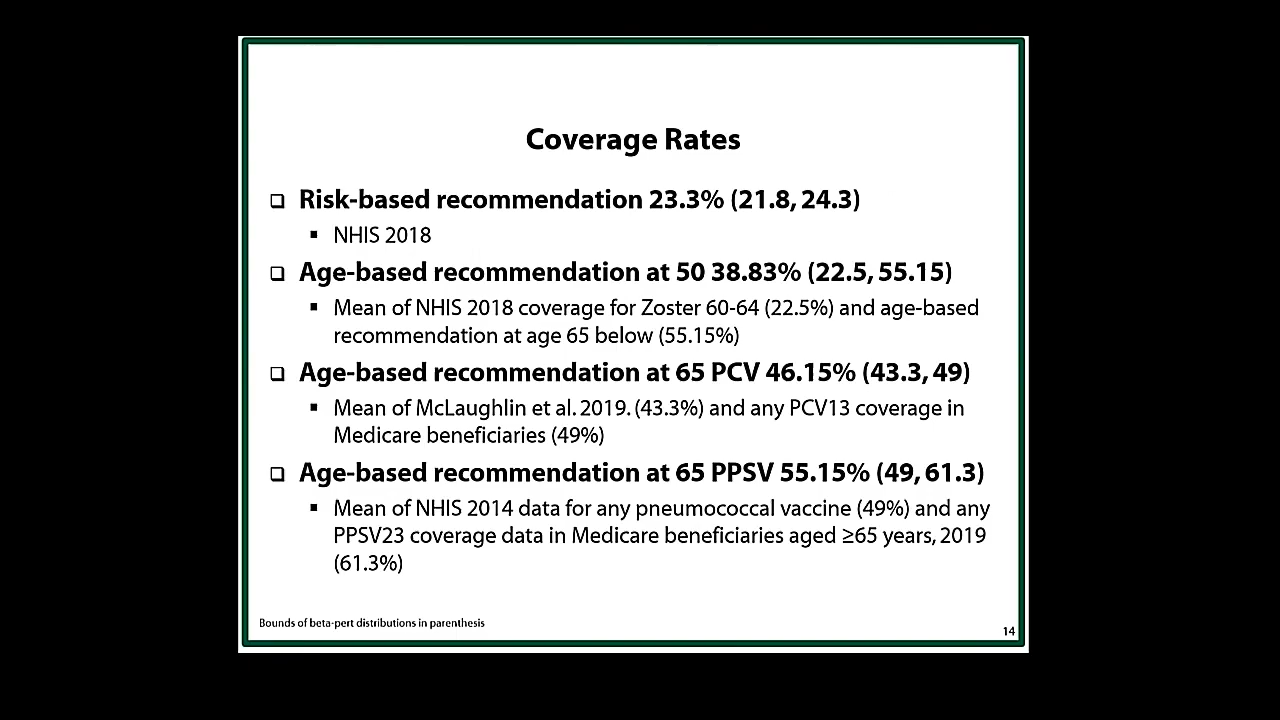 Coverage Rates
❑ Risk-based recommendation 23.3% (21.8, 24.3)
▪ NHIS 2018
❑ Age-based recommendation at 50 38.83% (22.5, 55.15)
▪ Mean of NHIS 2018 coverage for Zoster 60-64 (22.5%) and age-based
recommendation at age 65 below (55.15%)
❑ Age-based recommendation at 65 PCV 46.15% (43.3, 49)
▪ Mean of McLaughlin et al. 2019. (43.3%) and any PCV13 coverage in
Medicare beneficiaries (49%)
❑ Age-based recommendation at 65 PPSV 55.15% (49, 61.3)
▪ Mean of NHIS 2014 data for any pneumococcal vaccine (49%) and any
PPSV23 coverage data in Medicare beneficiaries aged ≥65 years, 2019
(61.3%)
Bounds of beta-pert distributions in parenthesis
14